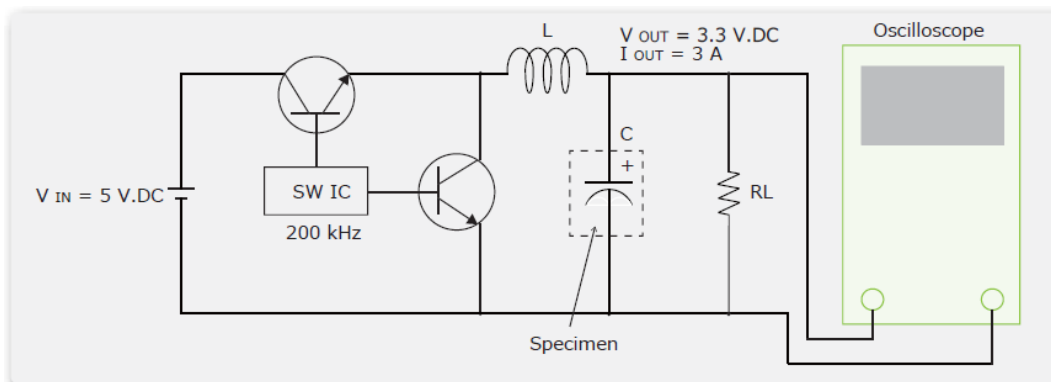 L
V OUT = 3.3 V.DC
I OUT = 3 A
Oscilloscope
C
+
V IN = 5 V.DC
SW IC
200 kHz
RL
Specimen